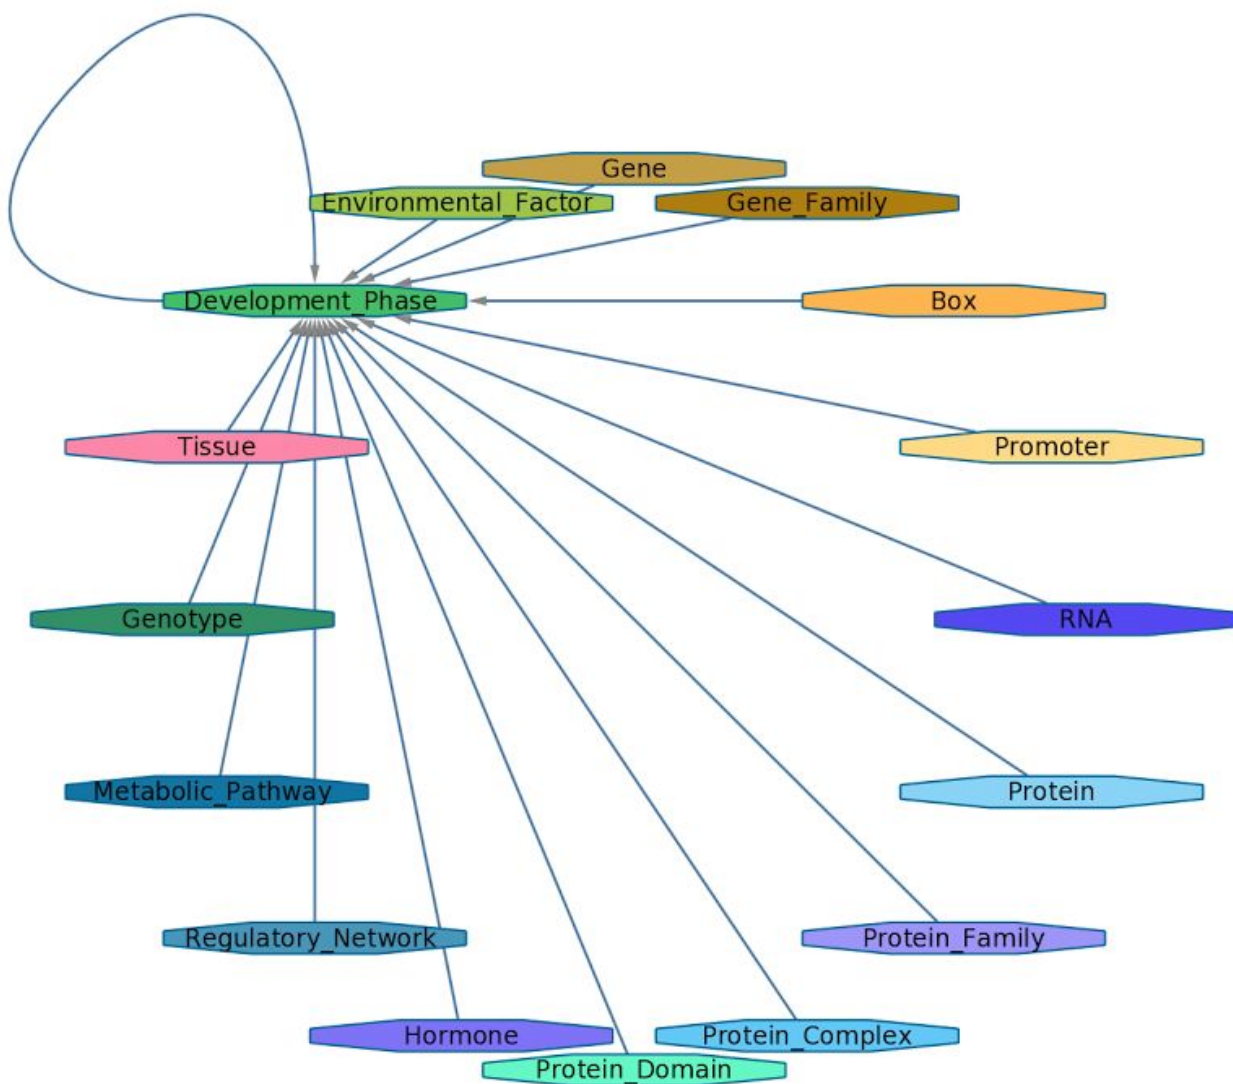 Gene
Environmental_Factor
Gene_Family
Development_Phase
Box
Tissue
Promoter
Genotype
RNA
Metabolic_Pathway
Protein
Regulatory_Network
Protein_Family
Hormone
Protein_Complex
Protein_Domain